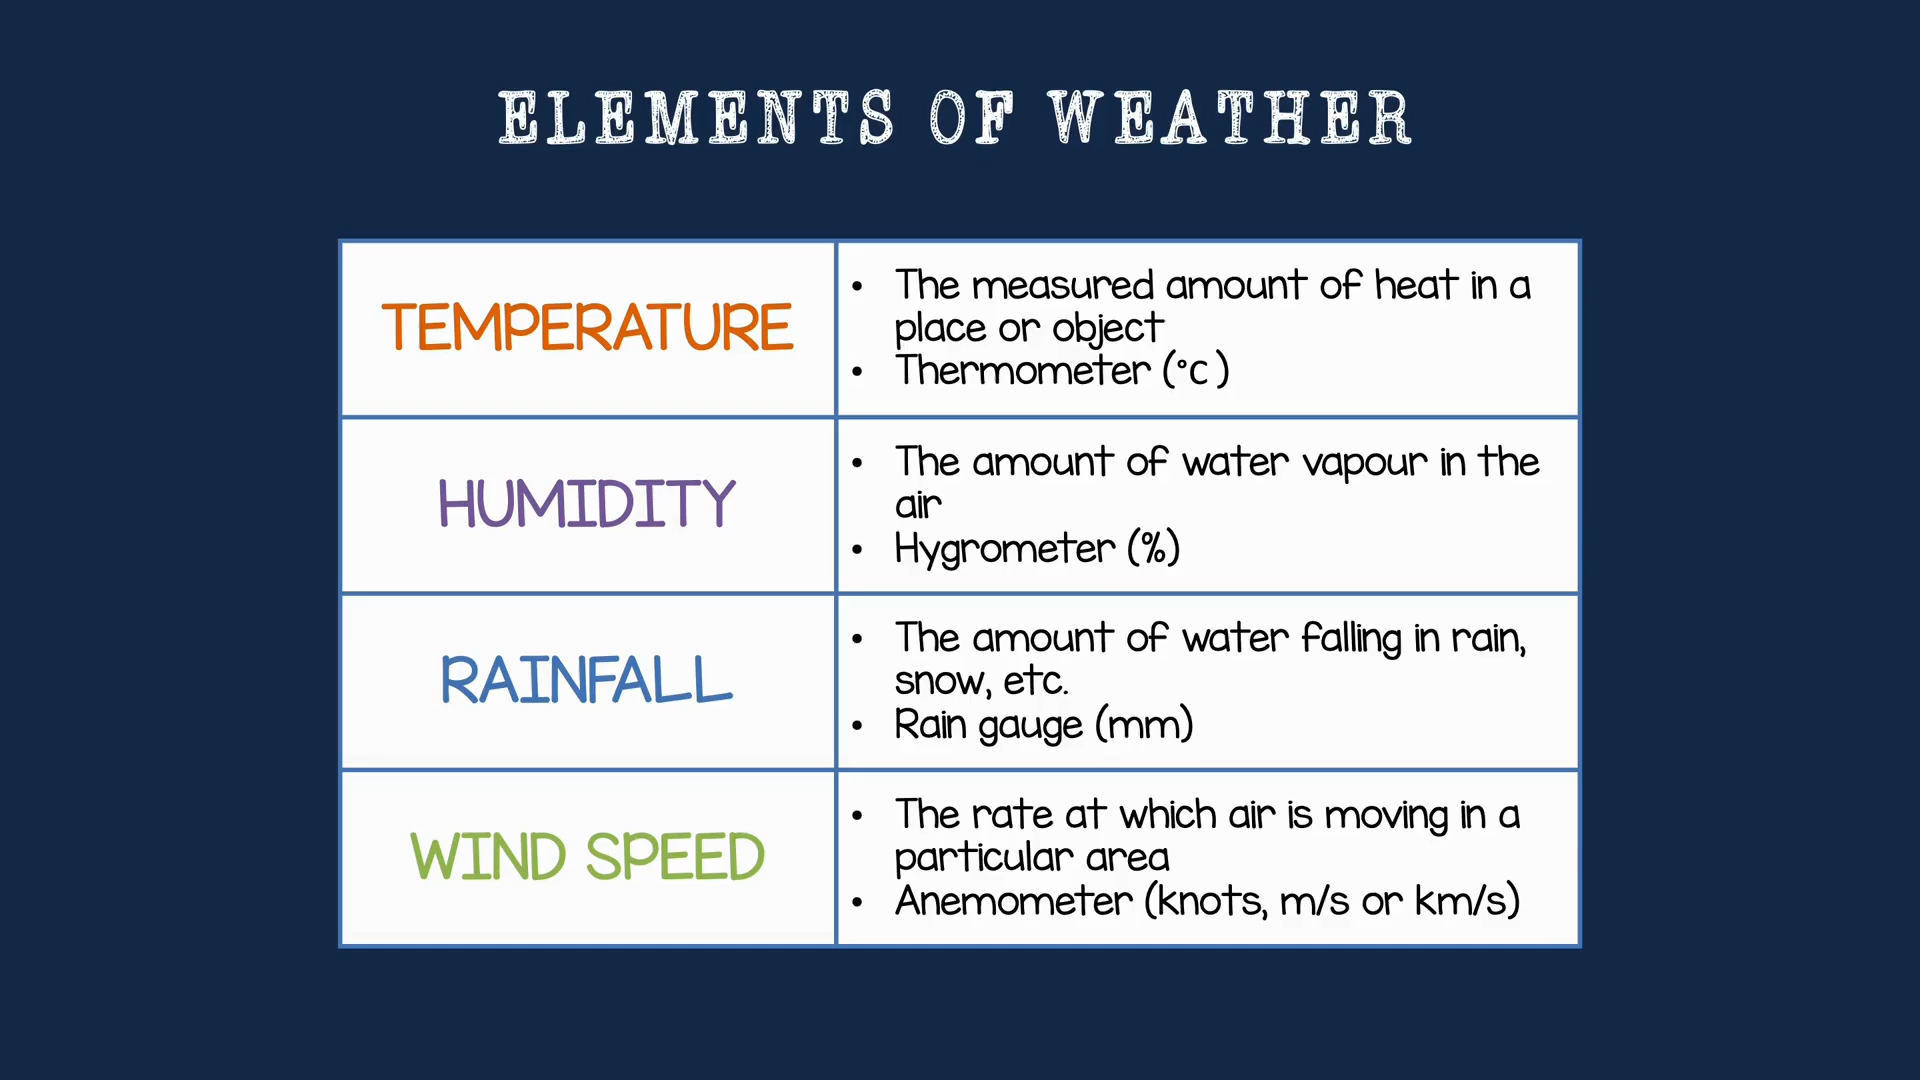 ELEMENTS OF WEATHER
TEMPERATURE
• The measured amount of heat in a
place or object
• Thermometer (°C )
HUMIDITY
• The amount of water vapour in the
air
• Hygrometer (%)
RAINFALL
• The amount of water falling in rain,
snow, etc.
• Rain gauge (mm)
WIND SPEED
• The rate at which air is moving in a
particular area
• Anemometer (knots, m/s or km/s)